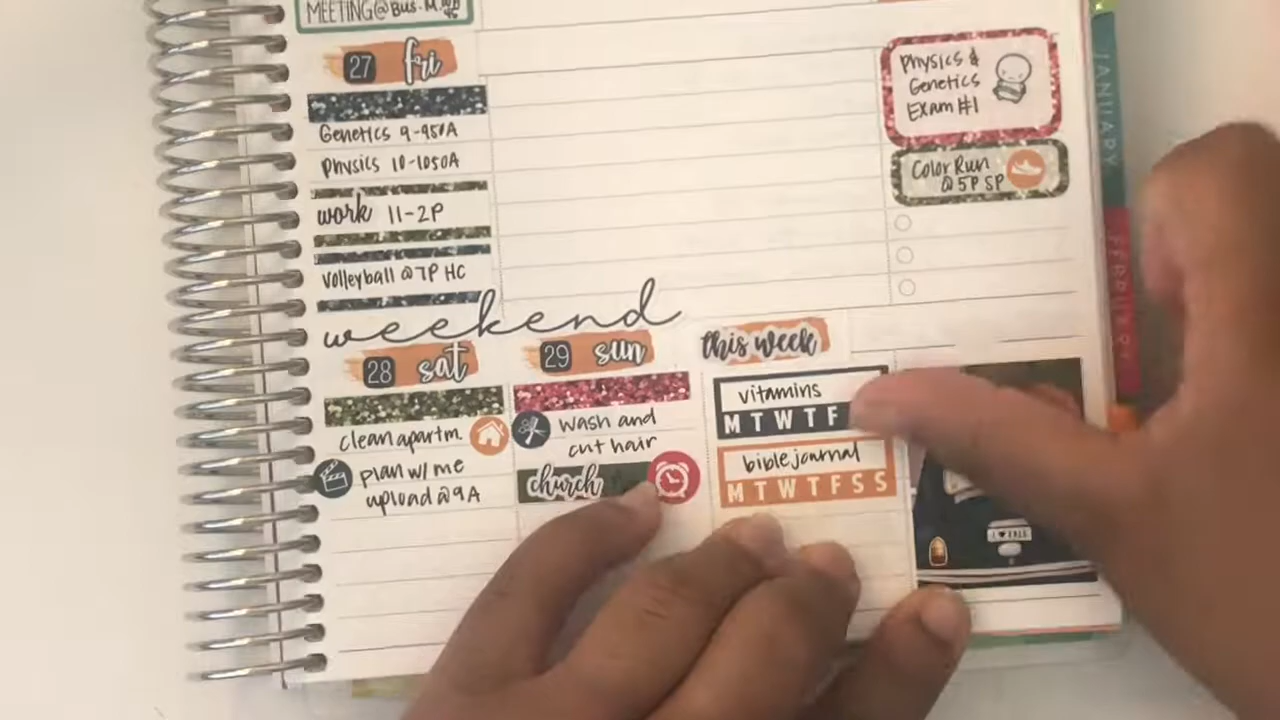 MEETING@BUS.M.
27 fri
Genetics 9-950A
Physics 10-1050A
work 11-2P
Volleyball @ 7P HC
weekend
28 sat
clean apartm.
plan w/ me
upload @ 9A
29 sun
wash and
cut hair
church
this week
vitamins
M T W T F
bible journal
M T W T F S S
Physics &
Genetics
Exam #1
Color Run
@ 5P SP
JANUARY
FEBRUARY
I ♥ FALL